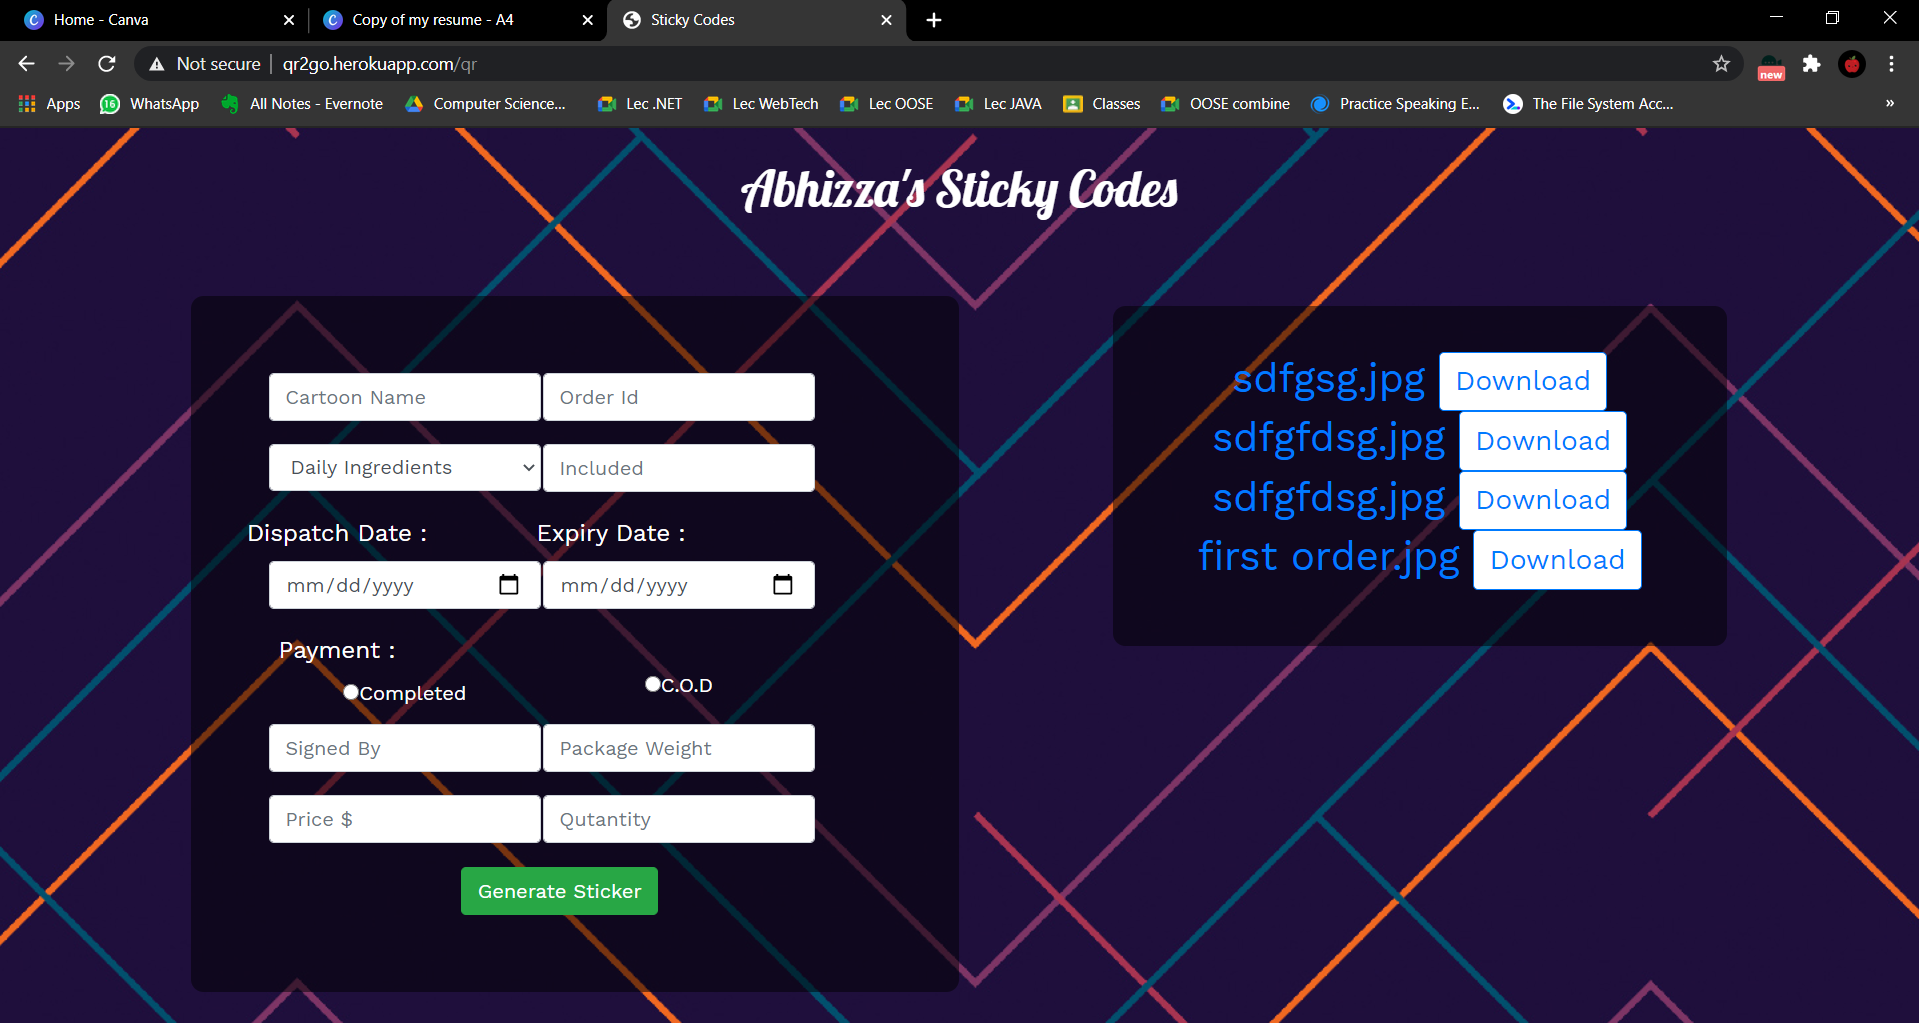 Home - Canva
Copy of my resume - A4
Sticky Codes
Not secure | qr2go.herokuapp.com/qr
new
Apps
16 WhatsApp
All Notes - Evernote
Computer Science...
Lec .NET
Lec WebTech
Lec OOSE
Lec JAVA
Classes
OOSE combine
Practice Speaking E...
The File System Acc...
»
Abhizza's Sticky Codes
Cartoon Name
Order Id
Daily Ingredients
Included
Dispatch Date :
Expiry Date :
mm/dd/yyyy
mm/dd/yyyy
Payment :
Completed
C.O.D
Signed By
Package Weight
Price $
Qutantity
Generate Sticker
sdfgsg.jpg Download
sdfgfdsg.jpg Download
sdfgfdsg.jpg Download
first order.jpg Download